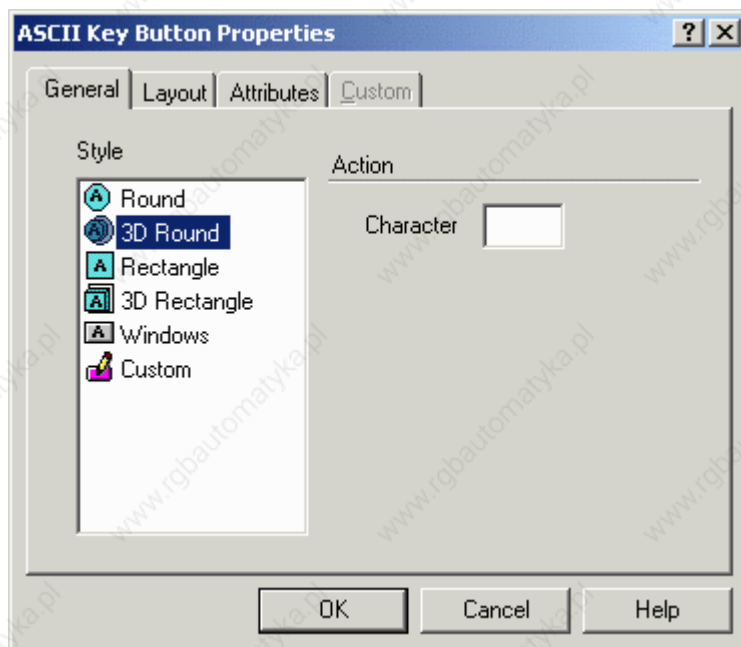 ASCII Key Button Properties
General Layout Attributes Custom
Style
Action
Round
3D Round
Rectangle
3D Rectangle
Windows
Custom
Character
OK Cancel Help
www.rgbautomatyka.pl